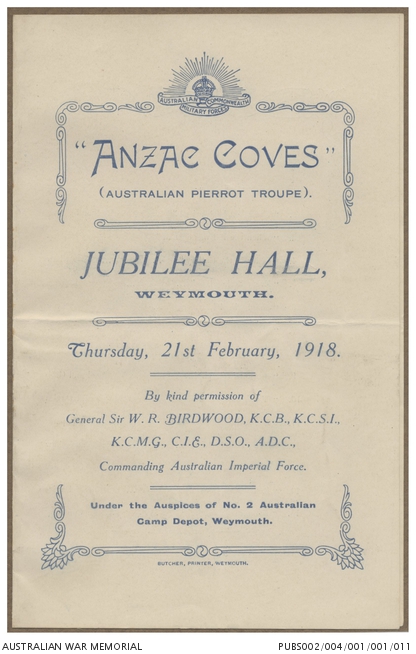 AUSTRALIAN COMMONWEALTH
MILITARY FORCES
"ANZAC COVES"
(AUSTRALIAN PIERROT TROUPE).
JUBILEE HALL,
WEYMOUTH.
Thursday, 21st February, 1918.
By kind permission of
General Sir W. R. BIRDWOOD, K.C.B., K.C.S.I.,
K.C.M.G., C.I.E., D.S.O., A.D.C.,
Commanding Australian Imperial Force.
Under the Auspices of No. 2 Australian
Camp Depot, Weymouth.
BUTCHER, PRINTER, WEYMOUTH.
AUSTRALIAN WAR MEMORIAL PUBS002/004/001/001/011